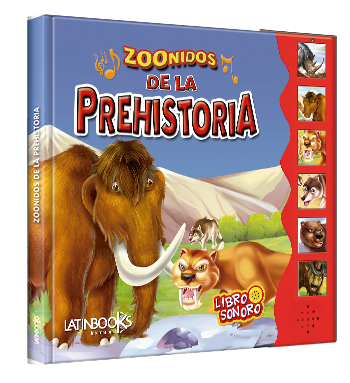 ZOONIDOS
DE LA
PREHISTORIA
ZOONIDOS DE LA PREHISTORIA
LIBRO
SONORO
LATINBOOKS